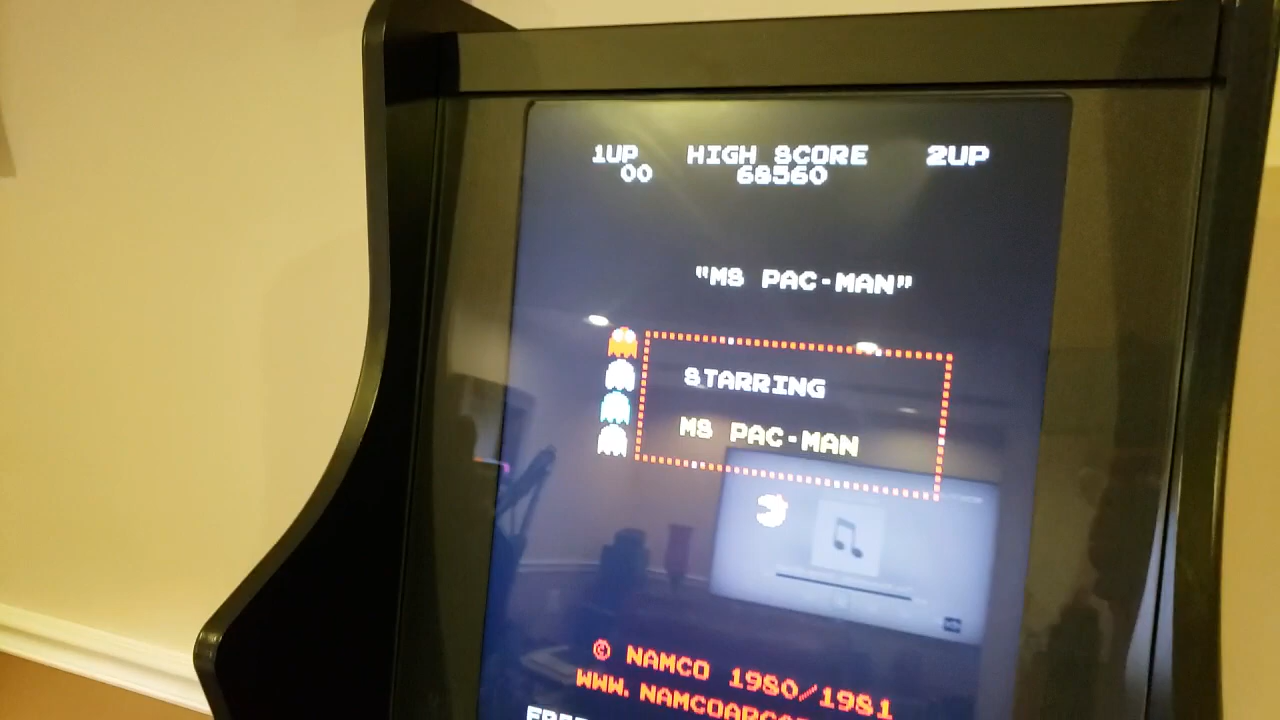 1UP HIGH SCORE 2UP
00 68560
"MS PAC-MAN"
STARRING
MS PAC-MAN
© NAMCO 1980/1981